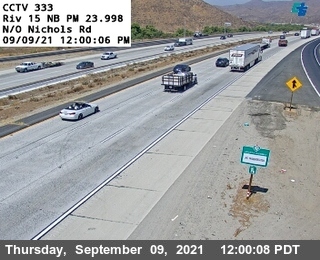 CCTV 333
Riv 15 NB PM 23.998
N/O Nichols Rd
09/09/21 12:00:06 PM
Thursday, September 09, 2021 12:00:08 PDT